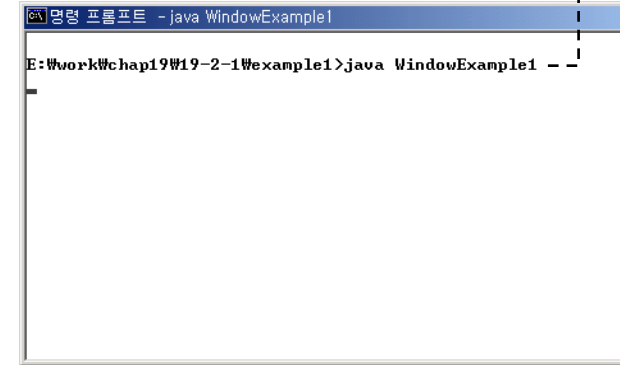 명령 프롬프트 - java WindowExample1
E:₩work₩chap19₩19-2-1₩example1>java WindowExample1